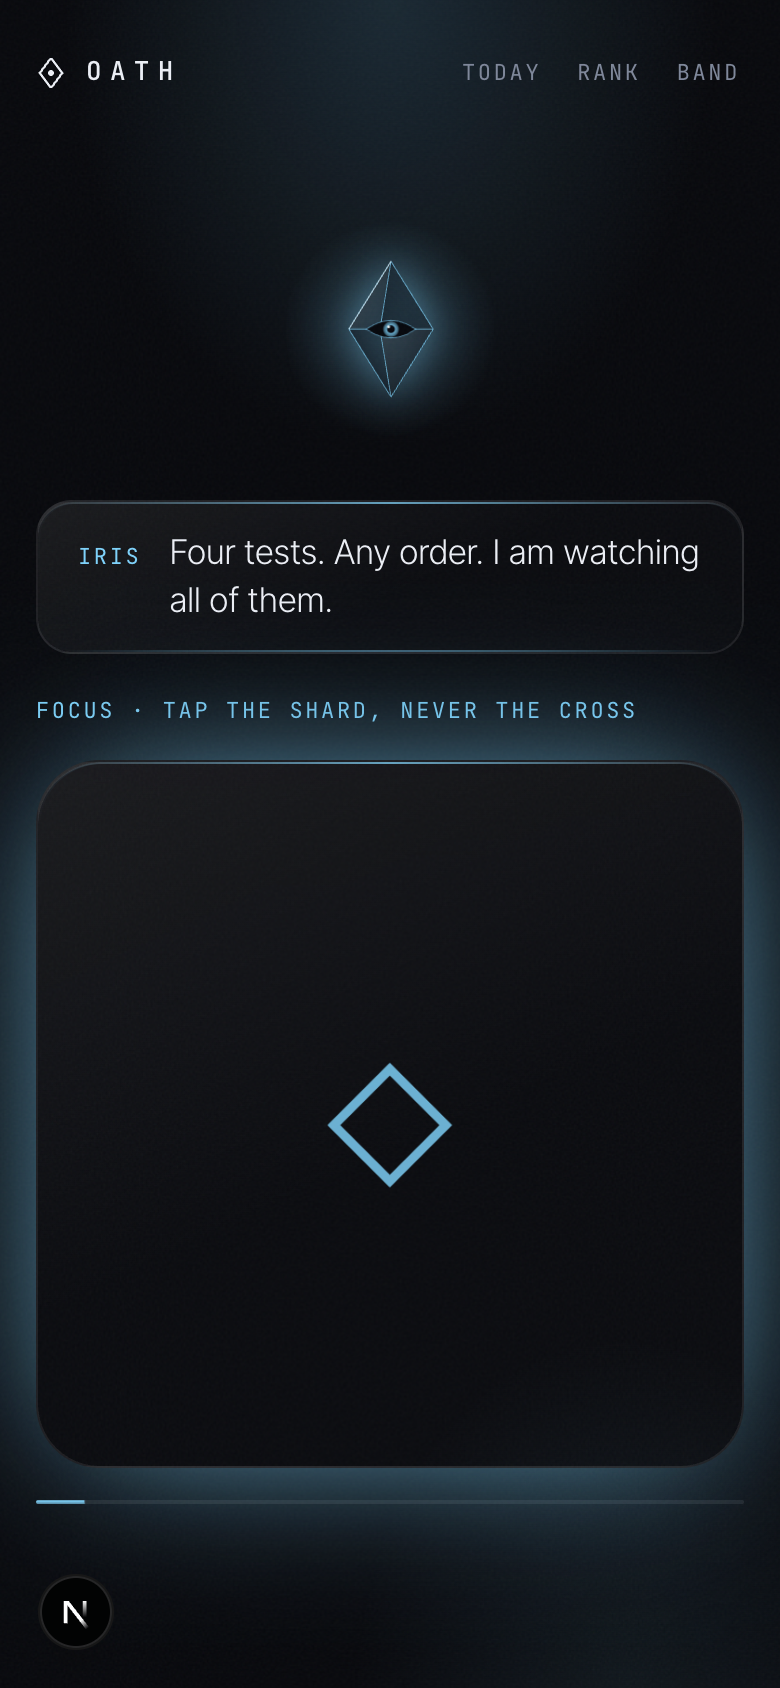 OATH
TODAY RANK BAND
IRIS Four tests. Any order. I am watching
all of them.
FOCUS · TAP THE SHARD, NEVER THE CROSS
N